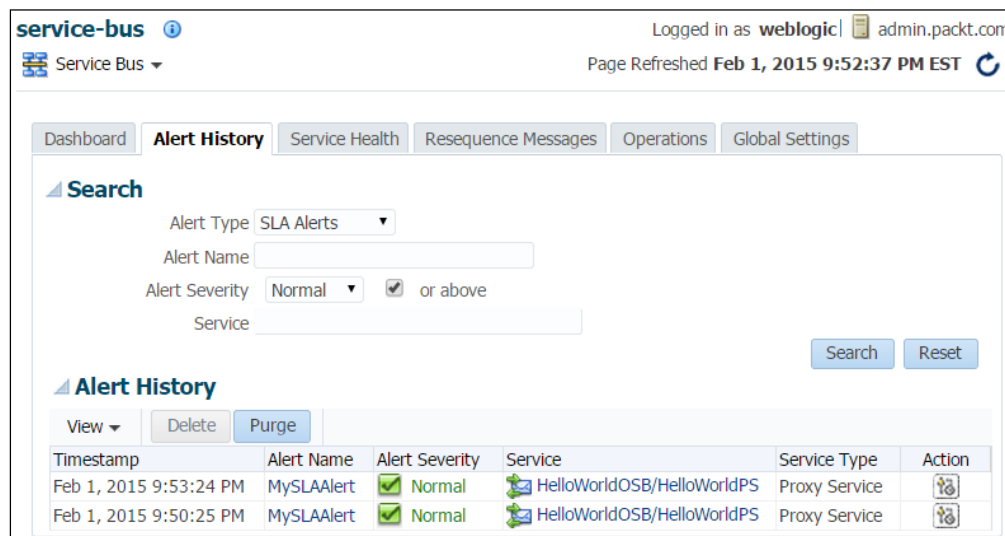 service-bus
Logged in as weblogic| admin.packt.com
Service Bus
Page Refreshed Feb 1, 2015 9:52:37 PM EST
Dashboard Alert History Service Health Resequence Messages Operations Global Settings
Search
Alert Type SLA Alerts
Alert Name
Alert Severity Normal or above
Service
Search Reset
Alert History
View Delete Purge
Timestamp Alert Name Alert Severity Service Service Type Action
Feb 1, 2015 9:53:24 PM MySLAAlert Normal HelloWorldOSB/HelloWorldPS Proxy Service
Feb 1, 2015 9:50:25 PM MySLAAlert Normal HelloWorldOSB/HelloWorldPS Proxy Service